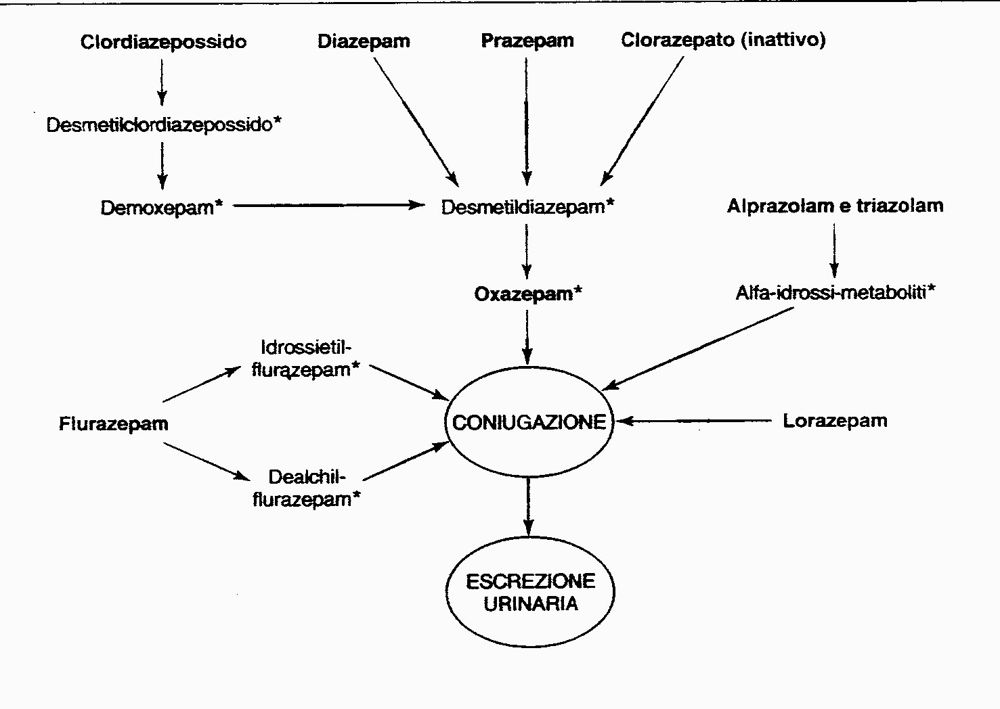 Clordiazepossido
Diazepam
Prazepam
Clorazepato (inattivo)
Desmetilclordiazepossido*
Demoxepam*
Desmetildiazepam*
Alprazolam e triazolam
Oxazepam*
Alfa-idrossi-metaboliti*
Idrossietil-
flurazepam*
Flurazepam
CONIUGAZIONE
Lorazepam
Dealchil-
flurazepam*
ESCREZIONE
URINARIA